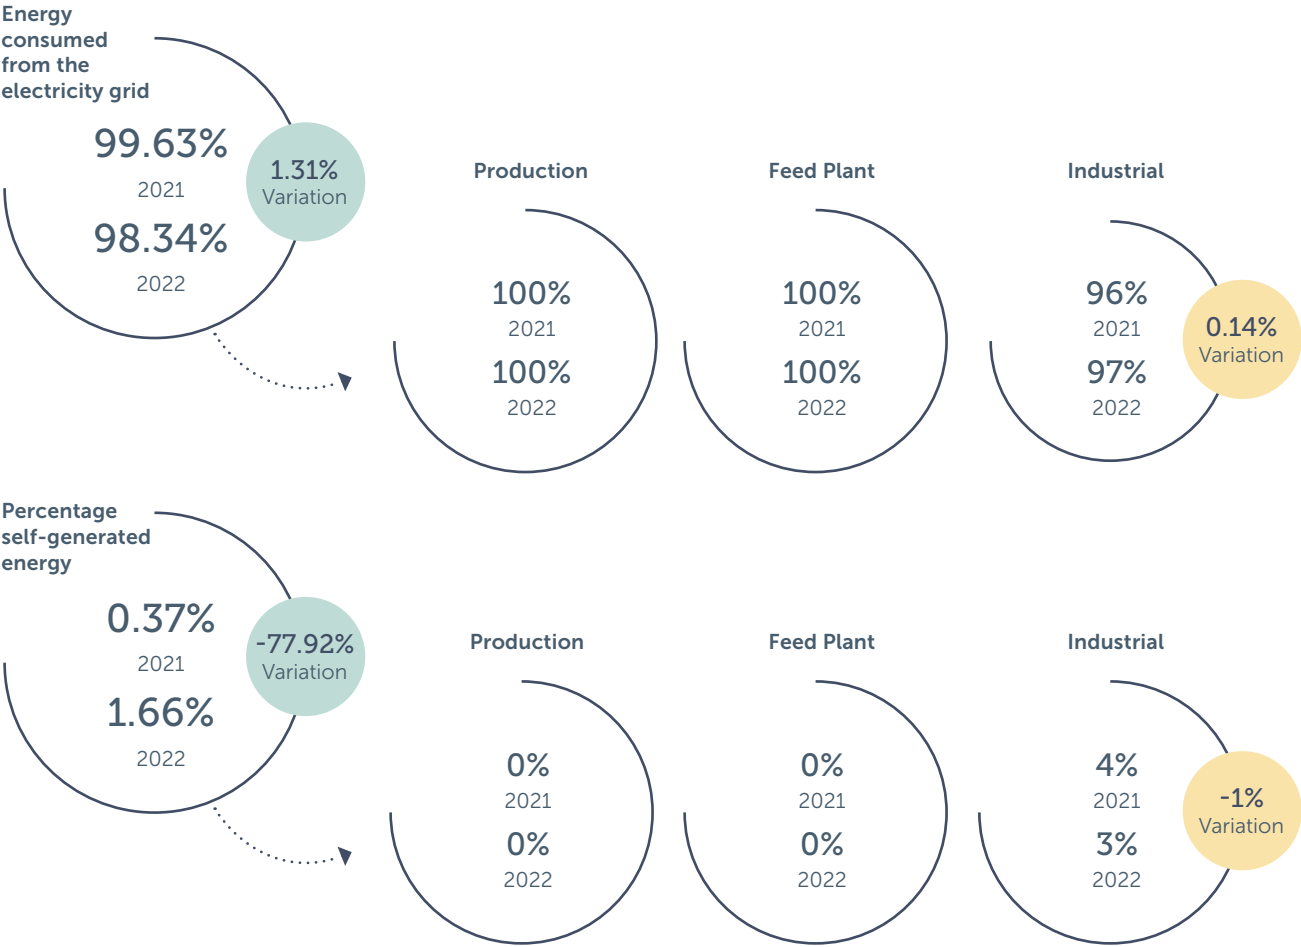 Energy
consumed
from the
electricity grid
99.63%
2021
98.34%
2022
1.31%
Variation
Production
100%
2021
100%
2022
Feed Plant
100%
2021
100%
2022
Industrial
96%
2021
97%
2022
0.14%
Variation
Percentage
self-generated
energy
0.37%
2021
1.66%
2022
-77.92%
Variation
Production
0%
2021
0%
2022
Feed Plant
0%
2021
0%
2022
Industrial
4%
2021
3%
2022
-1%
Variation